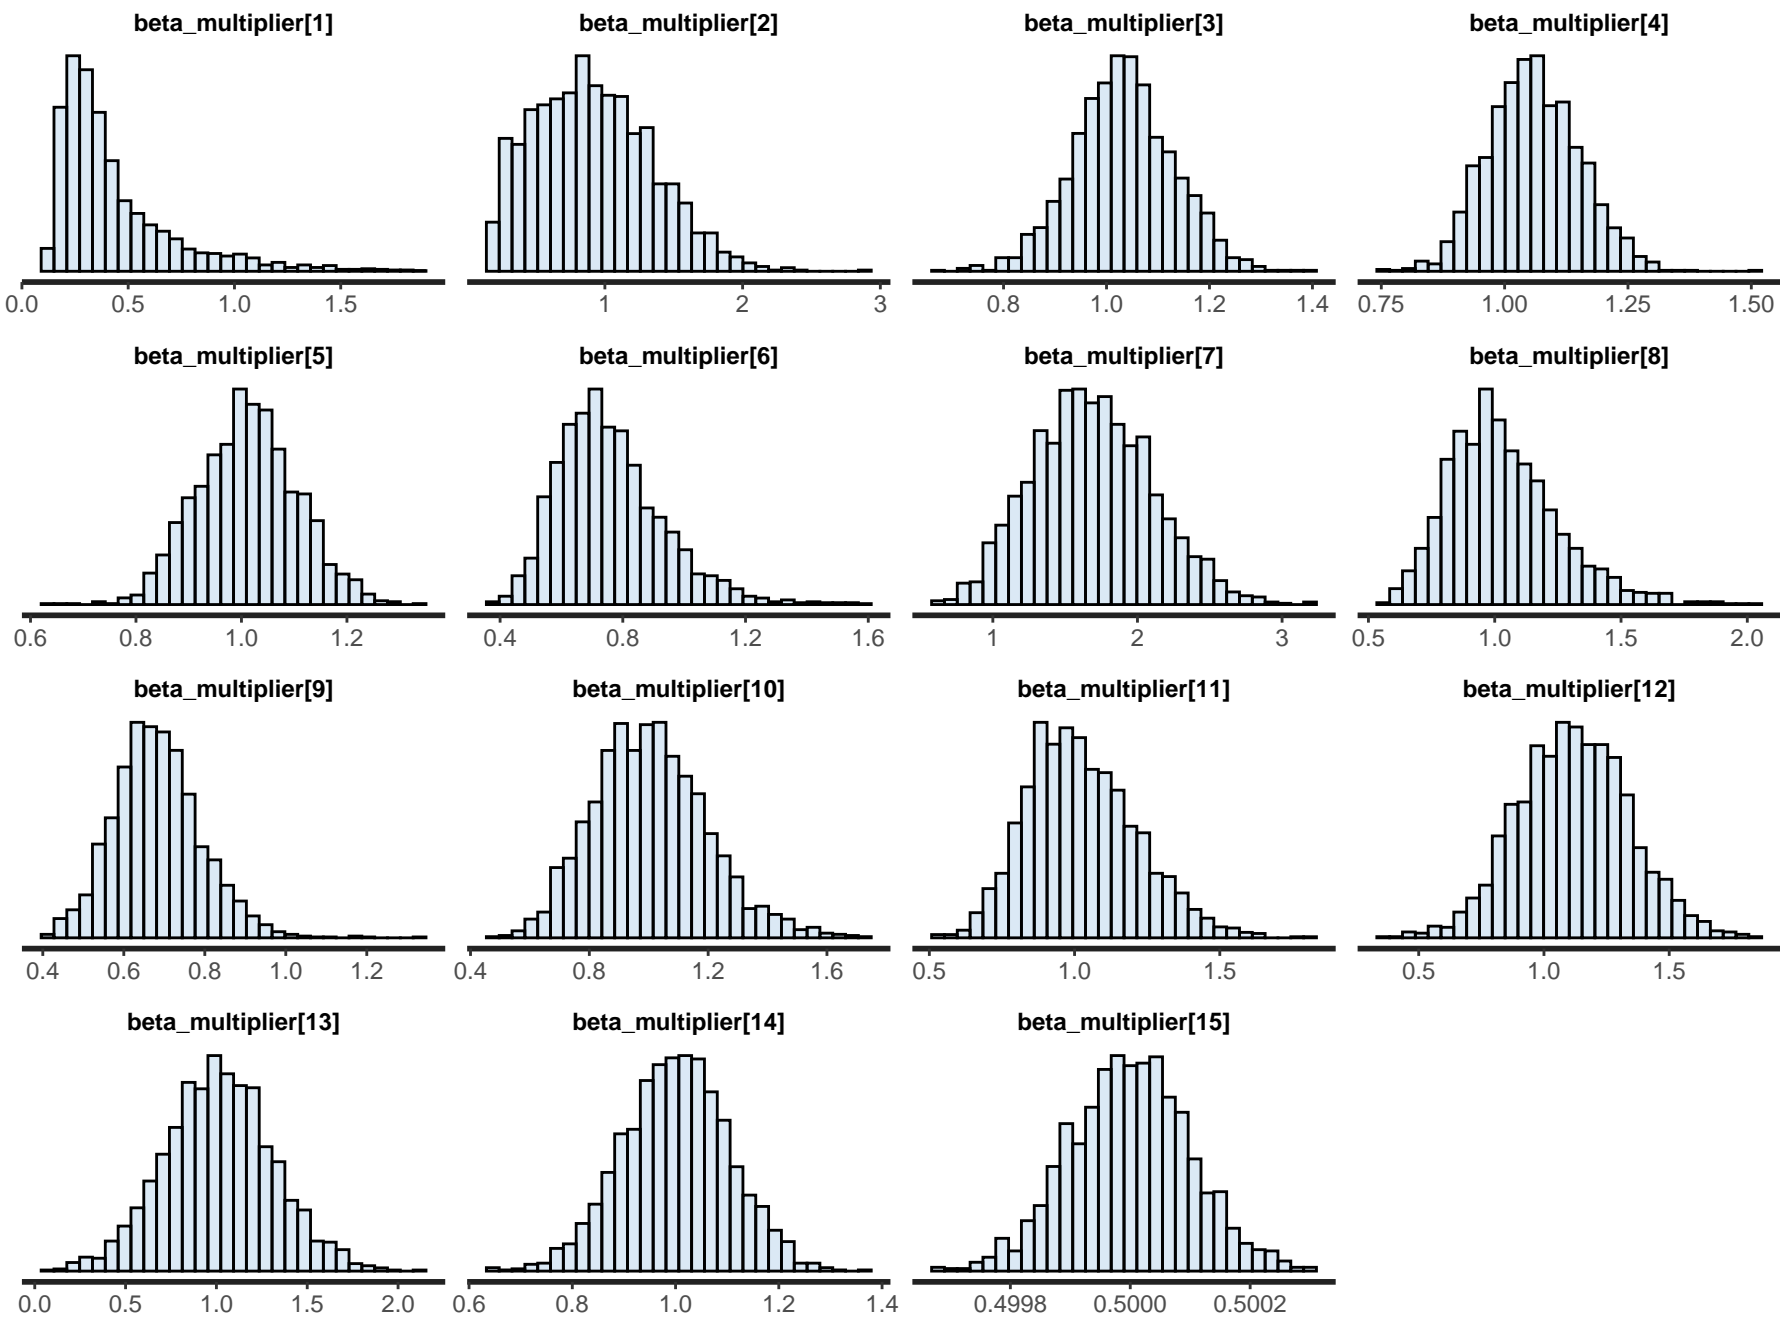 beta_multiplier[1] beta_multiplier[2] beta_multiplier[3] beta_multiplier[4]
0.0 0.5 1.0 1.5 1 2 3 0.8 1.0 1.2 1.4 0.75 1.00 1.25 1.50
beta_multiplier[5] beta_multiplier[6] beta_multiplier[7] beta_multiplier[8]
0.6 0.8 1.0 1.2 0.4 0.8 1.2 1.6 1 2 3 0.5 1.0 1.5 2.0
beta_multiplier[9] beta_multiplier[10] beta_multiplier[11] beta_multiplier[12]
0.4 0.6 0.8 1.0 1.2 0.4 0.8 1.2 1.6 0.5 1.0 1.5 0.5 1.0 1.5
beta_multiplier[13] beta_multiplier[14] beta_multiplier[15]
0.0 0.5 1.0 1.5 2.0 0.6 0.8 1.0 1.2 1.4 0.4998 0.5000 0.5002